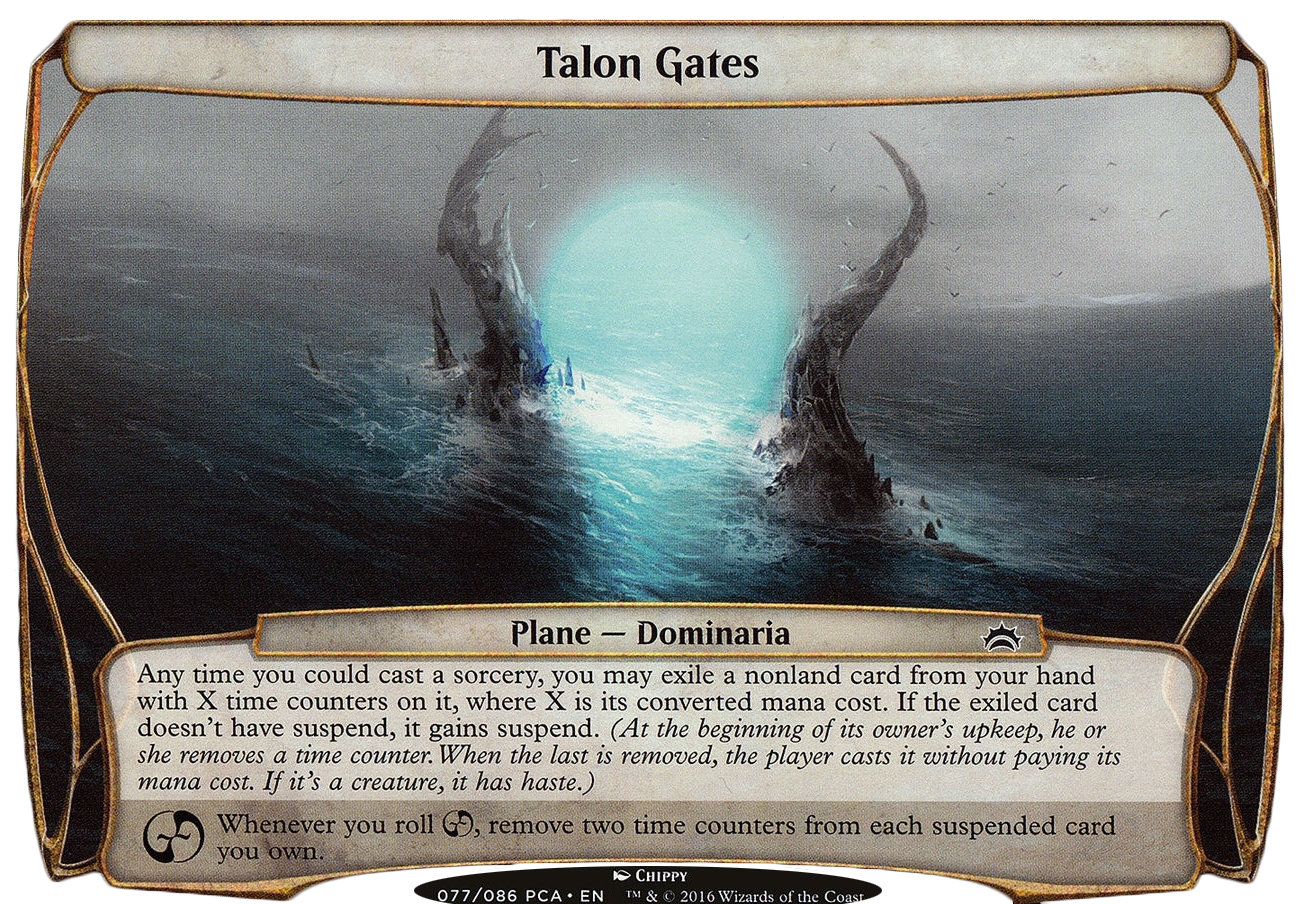 Talon Gates
Plane — Dominaria
Any time you could cast a sorcery, you may exile a nonland card from your hand
with X time counters on it, where X is its converted mana cost. If the exiled card
doesn't have suspend, it gains suspend. (At the beginning of its owner's upkeep, he or
she removes a time counter. When the last is removed, the player casts it without paying its
mana cost. If it's a creature, it has haste.)
Whenever you roll , remove two time counters from each suspended card
you own.
Chippy
077/086 PCA • EN ™ & © 2016 Wizards of the Coast